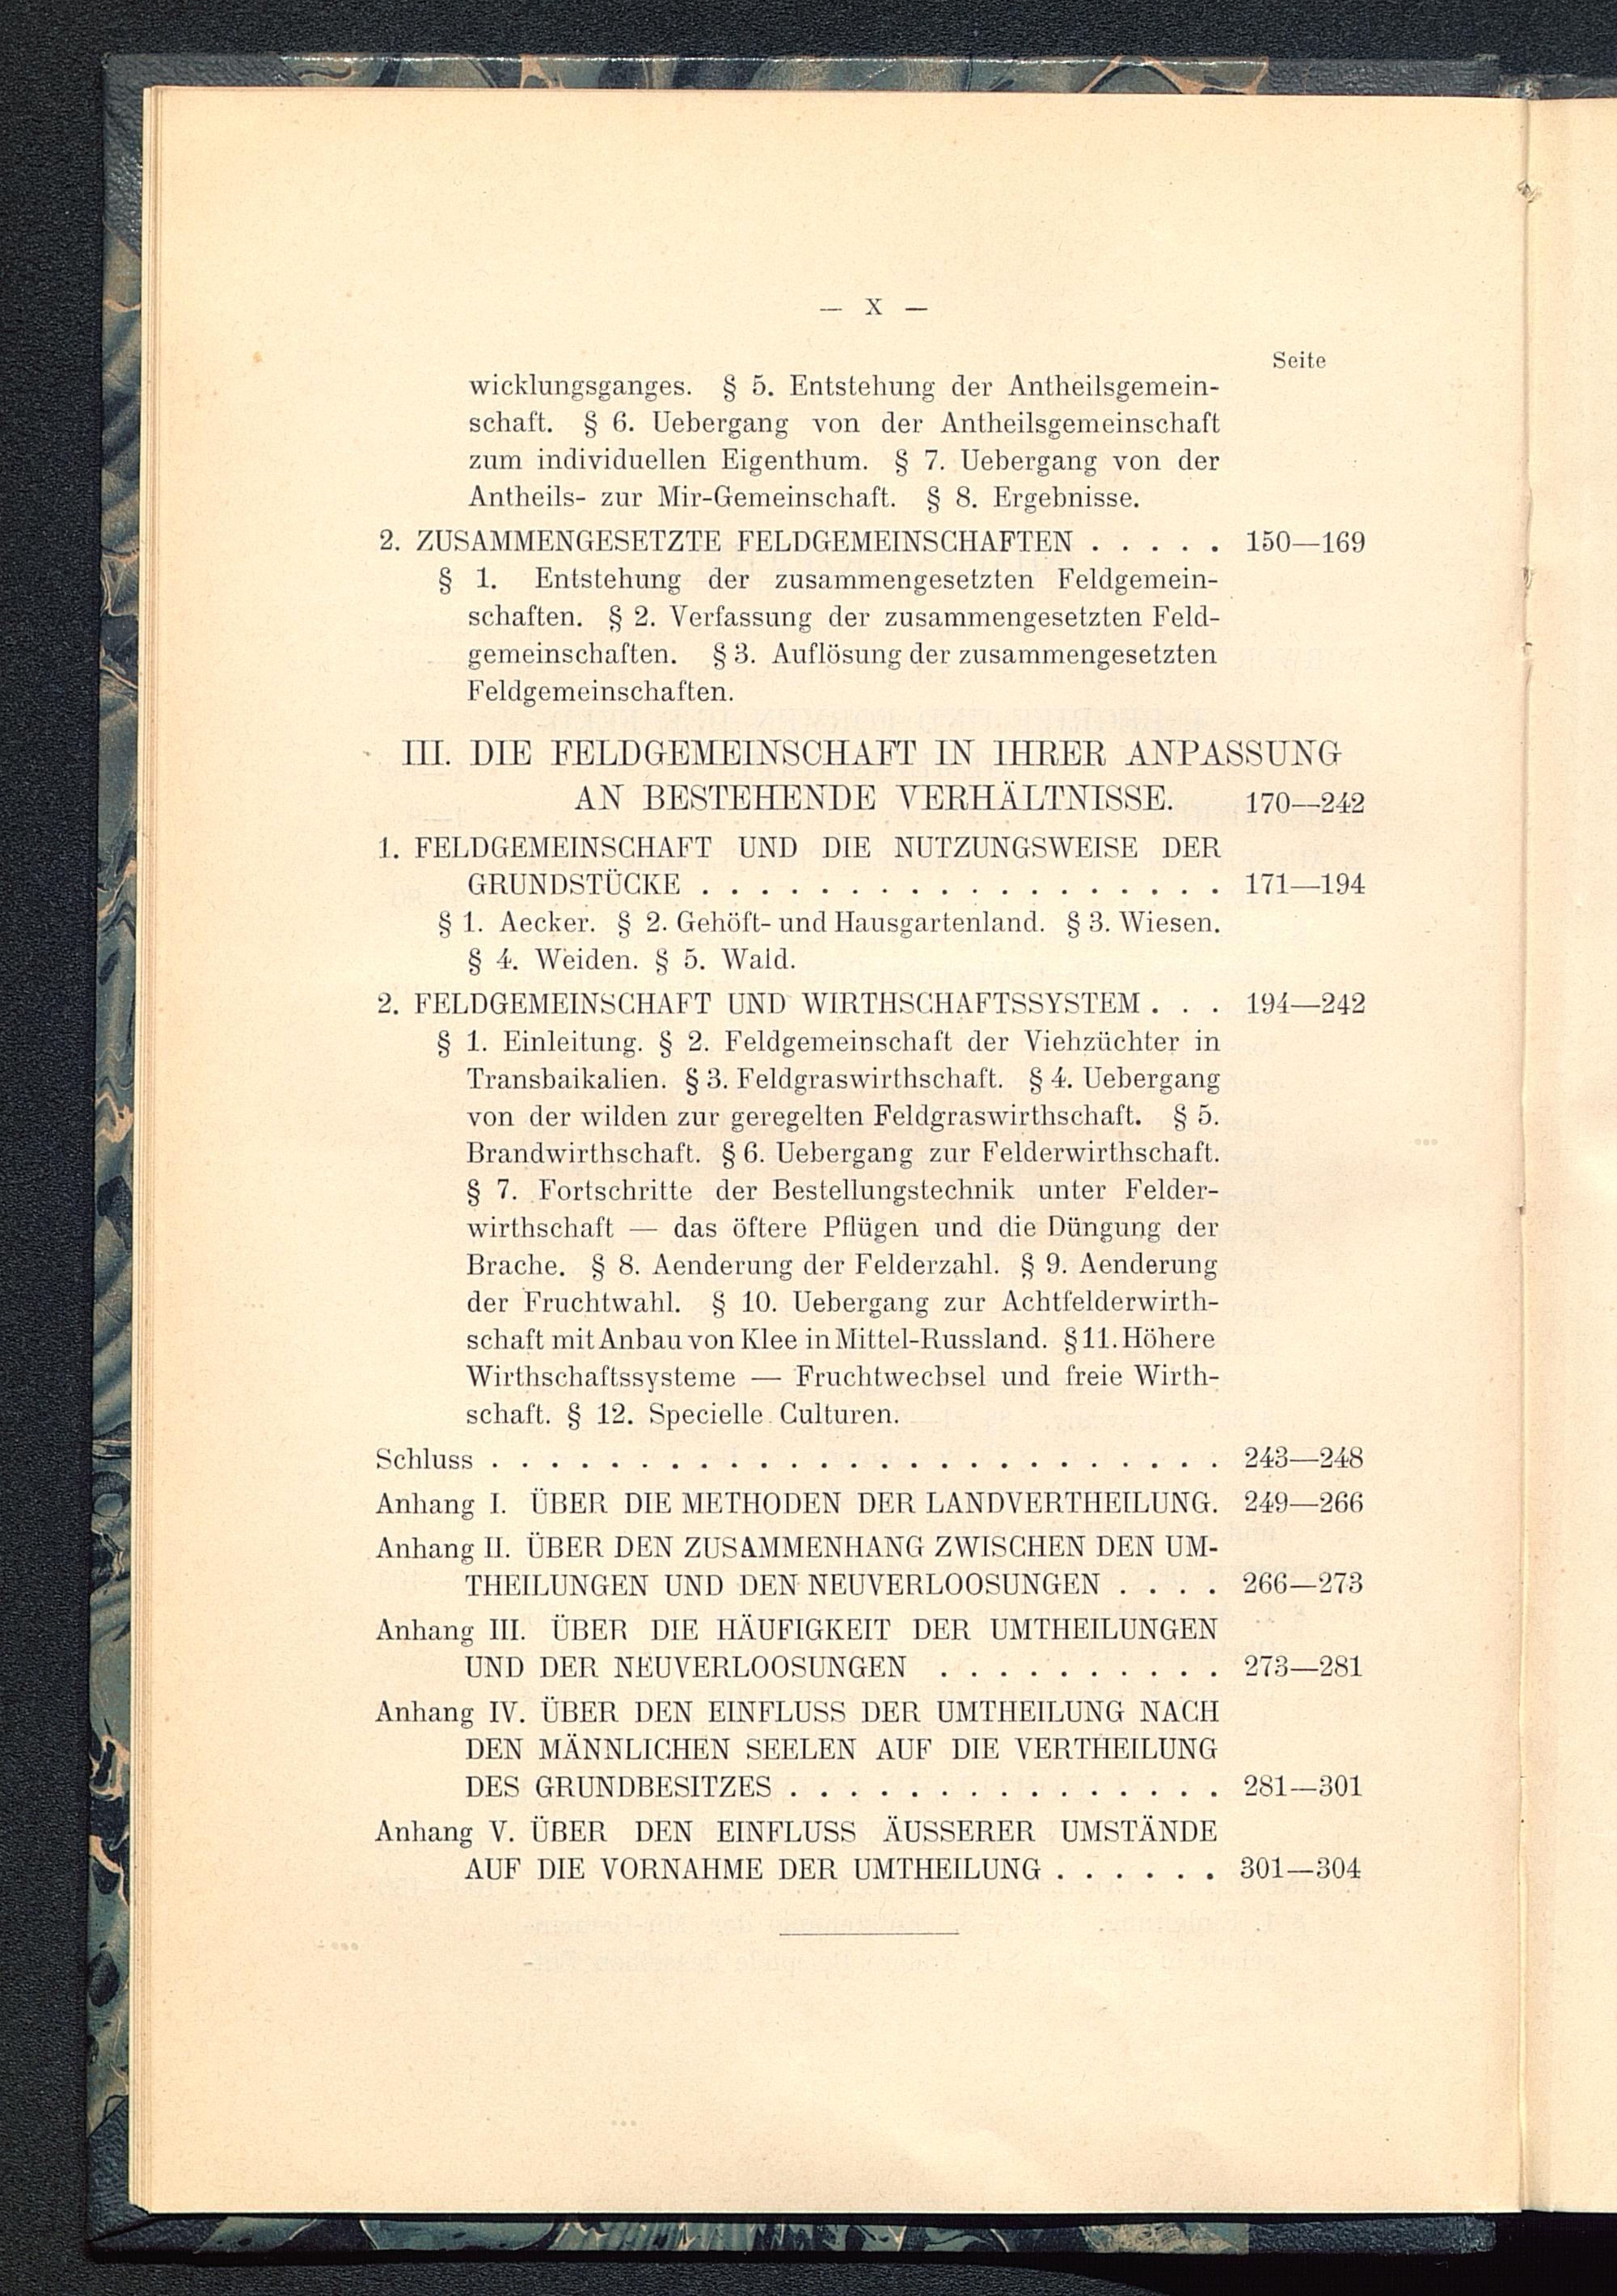 — X —
Seite
wicklungsganges. § 5. Entstehung der Antheilsgemein-
schaft. § 6. Uebergang von der Antheilsgemeinschaft
zum individuellen Eigenthum. § 7. Uebergang von der
Antheils- zur Mir-Gemeinschaft. § 8. Ergebnisse.
2. ZUSAMMENGESETZTE FELDGEMEINSCHAFTEN . . . . . 150—169
§ 1. Entstehung der zusammengesetzten Feldgemein-
schaften. § 2. Verfassung der zusammengesetzten Feld-
gemeinschaften. § 3. Auflösung der zusammengesetzten
Feldgemeinschaften.
III. DIE FELDGEMEINSCHAFT IN IHRER ANPASSUNG
AN BESTEHENDE VERHÄLTNISSE. 170—242
1. FELDGEMEINSCHAFT UND DIE NUTZUNGSWEISE DER
GRUNDSTÜCKE . . . . . . . . . . . . . . . . . . 171—194
§ 1. Aecker. § 2. Gehöft- und Hausgartenland. § 3. Wiesen.
§ 4. Weiden. § 5. Wald.
2. FELDGEMEINSCHAFT UND WIRTHSCHAFTSSYSTEM . . . 194—242
§ 1. Einleitung. § 2. Feldgemeinschaft der Viehzüchter in
Transbaikalien. § 3. Feldgraswirthschaft. § 4. Uebergang
von der wilden zur geregelten Feldgraswirthschaft. § 5.
Brandwirthschaft. § 6. Uebergang zur Felderwirthschaft.
§ 7. Fortschritte der Bestellungstechnik unter Felder-
wirthschaft — das öftere Pflügen und die Düngung der
Brache. § 8. Aenderung der Felderzahl. § 9. Aenderung
der Fruchtwahl. § 10. Uebergang zur Achtfelderwirth-
schaft mit Anbau von Klee in Mittel-Russland. § 11. Höhere
Wirthschaftssysteme — Fruchtwechsel und freie Wirth-
schaft. § 12. Specielle Culturen.
Schluss . . . . . . . . . . . . . . . . . . . . . . . . . 243—248
Anhang I. ÜBER DIE METHODEN DER LANDVERTHEILUNG. 249—266
Anhang II. ÜBER DEN ZUSAMMENHANG ZWISCHEN DEN UM-
THEILUNGEN UND DEN NEUVERLOOSUNGEN . . . . 266—273
Anhang III. ÜBER DIE HÄUFIGKEIT DER UMTHEILUNGEN
UND DER NEUVERLOOSUNGEN . . . . . . . . . . 273—281
Anhang IV. ÜBER DEN EINFLUSS DER UMTHEILUNG NACH
DEN MÄNNLICHEN SEELEN AUF DIE VERTHEILUNG
DES GRUNDBESITZES . . . . . . . . . . . . . . . 281—301
Anhang V. ÜBER DEN EINFLUSS ÄUSSERER UMSTÄNDE
AUF DIE VORNAHME DER UMTHEILUNG . . . . . . 301—304